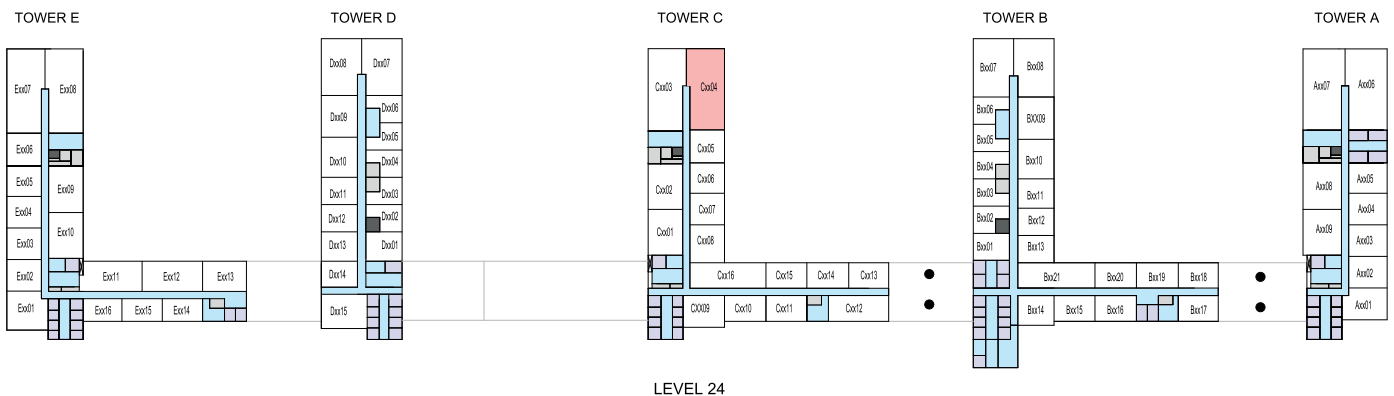 TOWER E
TOWER D
TOWER C
TOWER B
TOWER A
Exx07
Exx08
Exx06
Exx05
Exx09
Exx04
Exx10
Exx03
Exx02
Exx11
Exx12
Exx13
Exx01
Exx16
Exx15
Exx14
Dxx08
Dxx07
Dxx06
Dxx09
Dxx05
Dxx10
Dxx04
Dxx11
Dxx03
Dxx12
Dxx02
Dxx13
Dxx01
Dxx14
Dxx15
Cxx03
Cxx04
Cxx05
Cxx02
Cxx06
Cxx07
Cxx01
Cxx08
Cxx16
Cxx15
Cxx14
Cxx13
CXX09
Cxx10
Cxx11
Cxx12
Bxx07
Bxx08
Bxx06
BXX09
Bxx05
Bxx04
Bxx10
Bxx03
Bxx11
Bxx02
Bxx12
Bxx01
Bxx13
Bxx21
Bxx20
Bxx19
Bxx18
Bxx14
Bxx15
Bxx16
Bxx17
Axx07
Axx06
Axx08
Axx05
Axx04
Axx09
Axx03
Axx02
Axx01
LEVEL 24